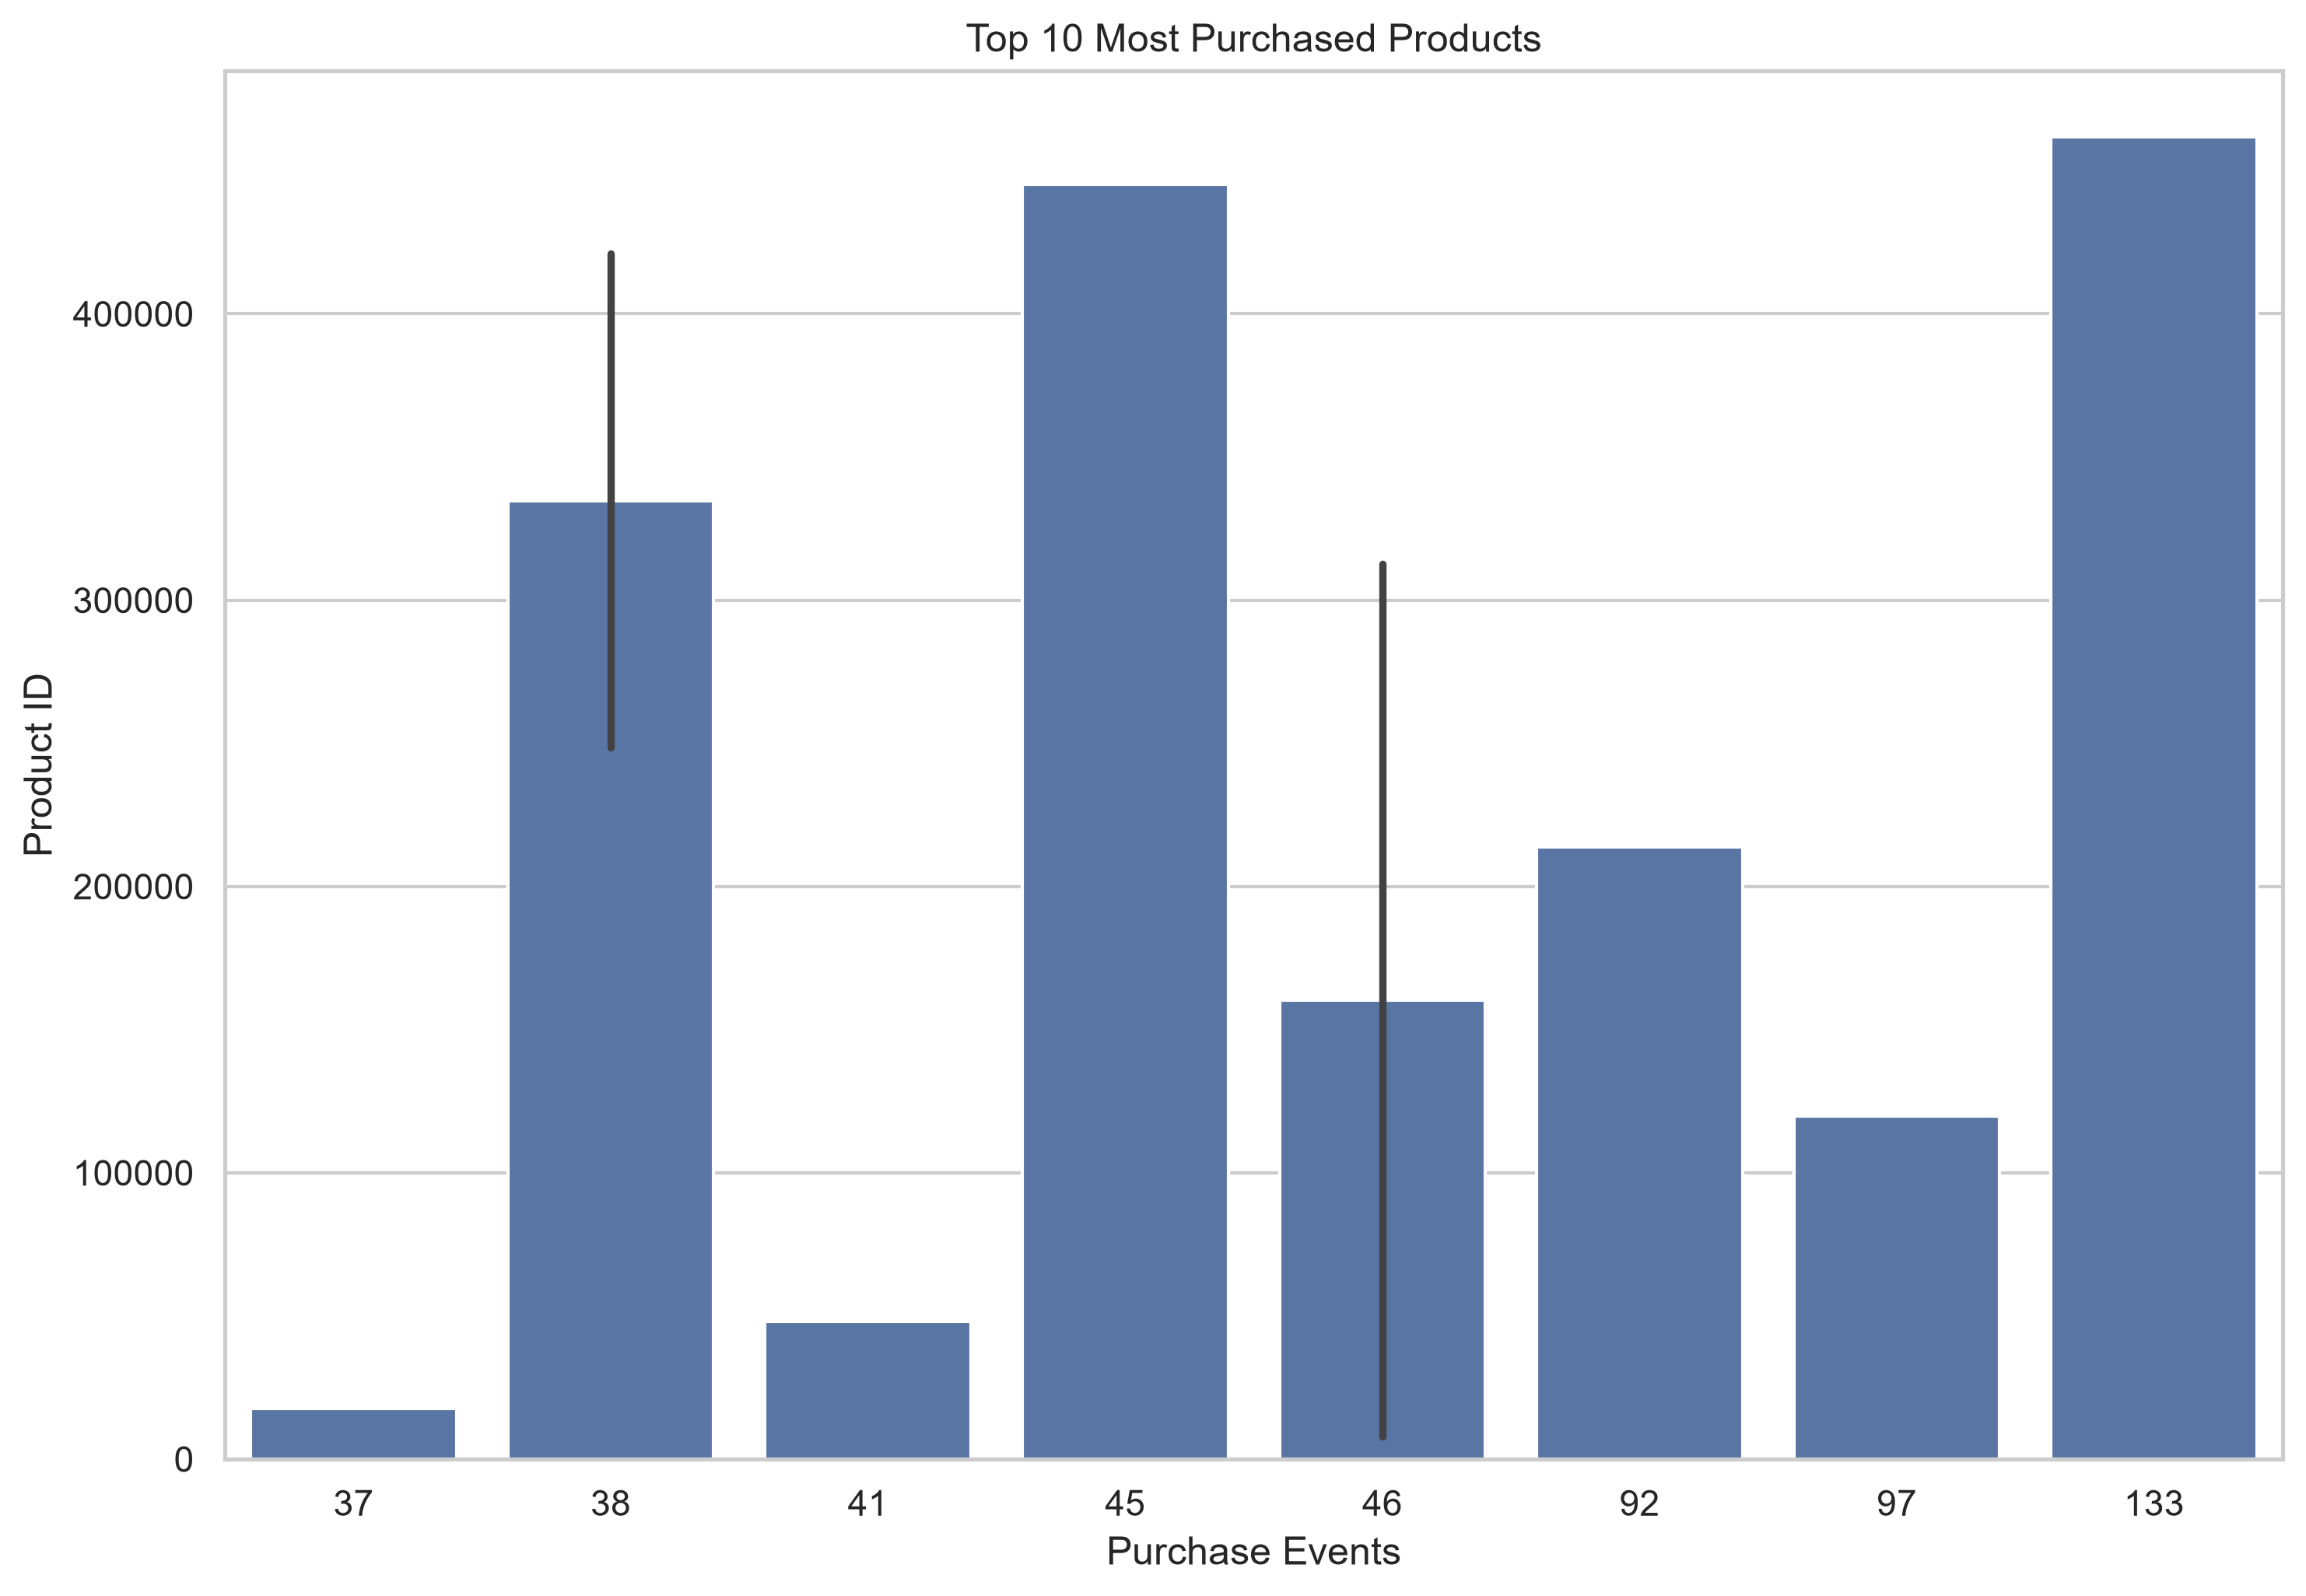 Top 10 Most Purchased Products
Product ID
400000
300000
200000
100000
0
37 38 41 45 46 92 97 133
Purchase Events